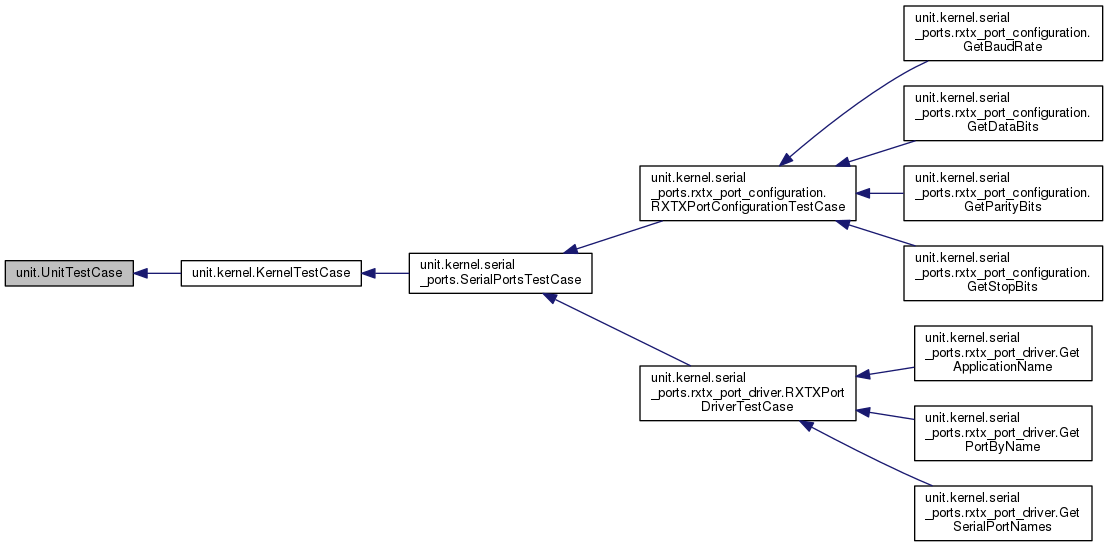 unit.kernel.serial
_ports.rxtx_port_configuration.
GetBaudRate
unit.kernel.serial
_ports.rxtx_port_configuration.
GetDataBits
unit.kernel.serial
_ports.rxtx_port_configuration.
RXTXPortConfigurationTestCase
unit.kernel.serial
_ports.rxtx_port_configuration.
GetParityBits
unit.UnitTestCase
unit.kernel.KernelTestCase
unit.kernel.serial
_ports.SerialPortsTestCase
unit.kernel.serial
_ports.rxtx_port_configuration.
GetStopBits
unit.kernel.serial
_ports.rxtx_port_driver.Get
ApplicationName
unit.kernel.serial
_ports.rxtx_port_driver.RXTXPort
DriverTestCase
unit.kernel.serial
_ports.rxtx_port_driver.Get
PortByName
unit.kernel.serial
_ports.rxtx_port_driver.Get
SerialPortNames